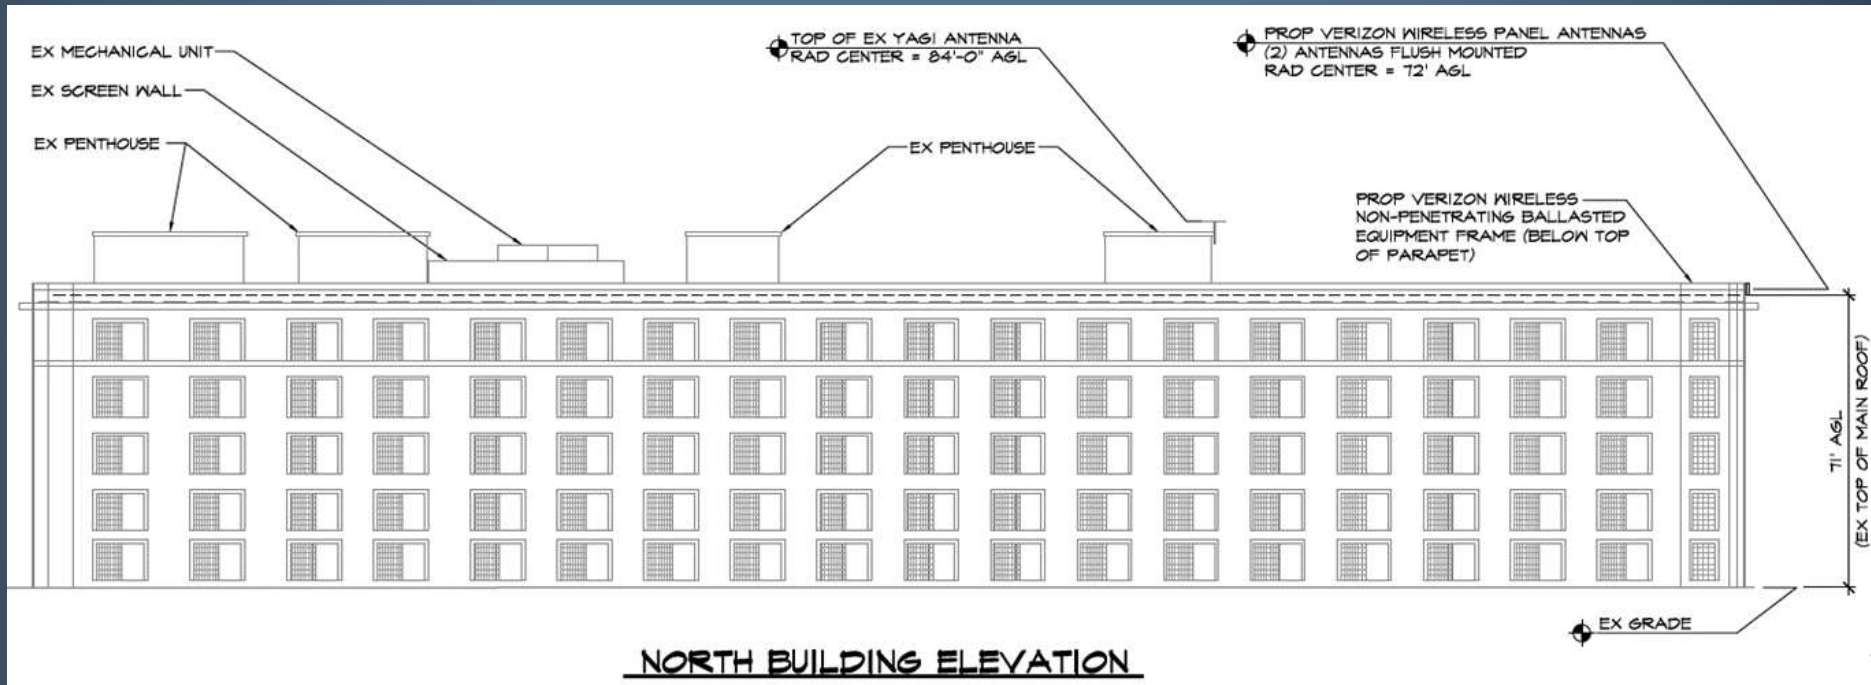 EX MECHANICAL UNIT
EX SCREEN WALL
EX PENTHOUSE
TOP OF EX YAGI ANTENNA
RAD CENTER = 84'-0" AGL
EX PENTHOUSE
PROP VERIZON WIRELESS PANEL ANTENNAS
(2) ANTENNAS FLUSH MOUNTED
RAD CENTER = 72' AGL
PROP VERIZON WIRELESS
NON-PENETRATING BALLASTED
EQUIPMENT FRAME (BELOW TOP
OF PARAPET)
71' AGL
(EX TOP OF MAIN ROOF)
EX GRADE
NORTH BUILDING ELEVATION